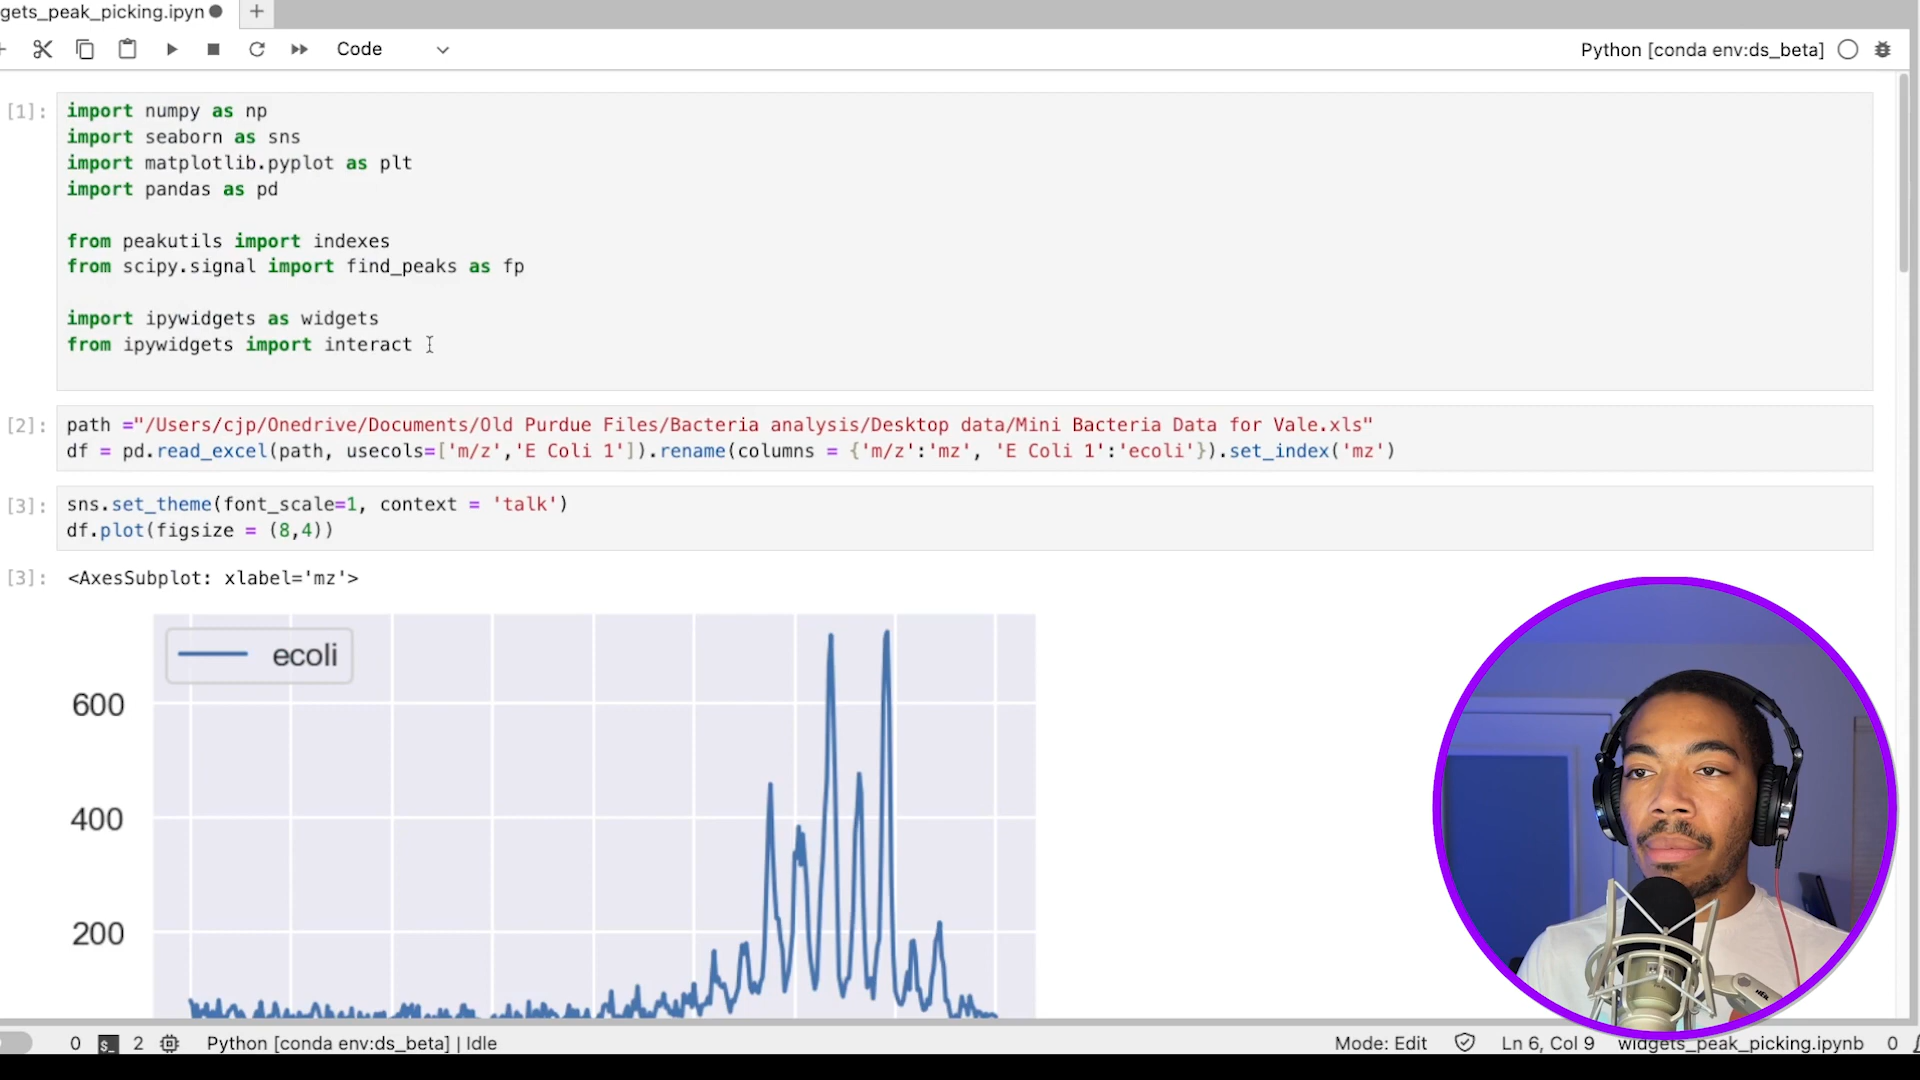 gets_peak_picking.ipyn
Code
Python [conda env:ds_beta]
[1]:
import numpy as np
import seaborn as sns
import matplotlib.pyplot as plt
import pandas as pd
from peakutils import indexes
from scipy.signal import find_peaks as fp
import ipywidgets as widgets
from ipywidgets import interact
[2]:
path ="/Users/cjp/Onedrive/Documents/Old Purdue Files/Bacteria analysis/Desktop data/Mini Bacteria Data for Vale.xls"
df = pd.read_excel(path, usecols=['m/z','E Coli 1']).rename(columns = {'m/z':'mz', 'E Coli 1':'ecoli'}).set_index('mz')
[3]:
sns.set_theme(font_scale=1, context = 'talk')
df.plot(figsize = (8,4))
[3]:
<AxesSubplot: xlabel='mz'>
ecoli
600
400
200
0
2
Python [conda env:ds_beta] | Idle
Mode: Edit
Ln 6, Col 9
widgets_peak_picking.ipynb
0